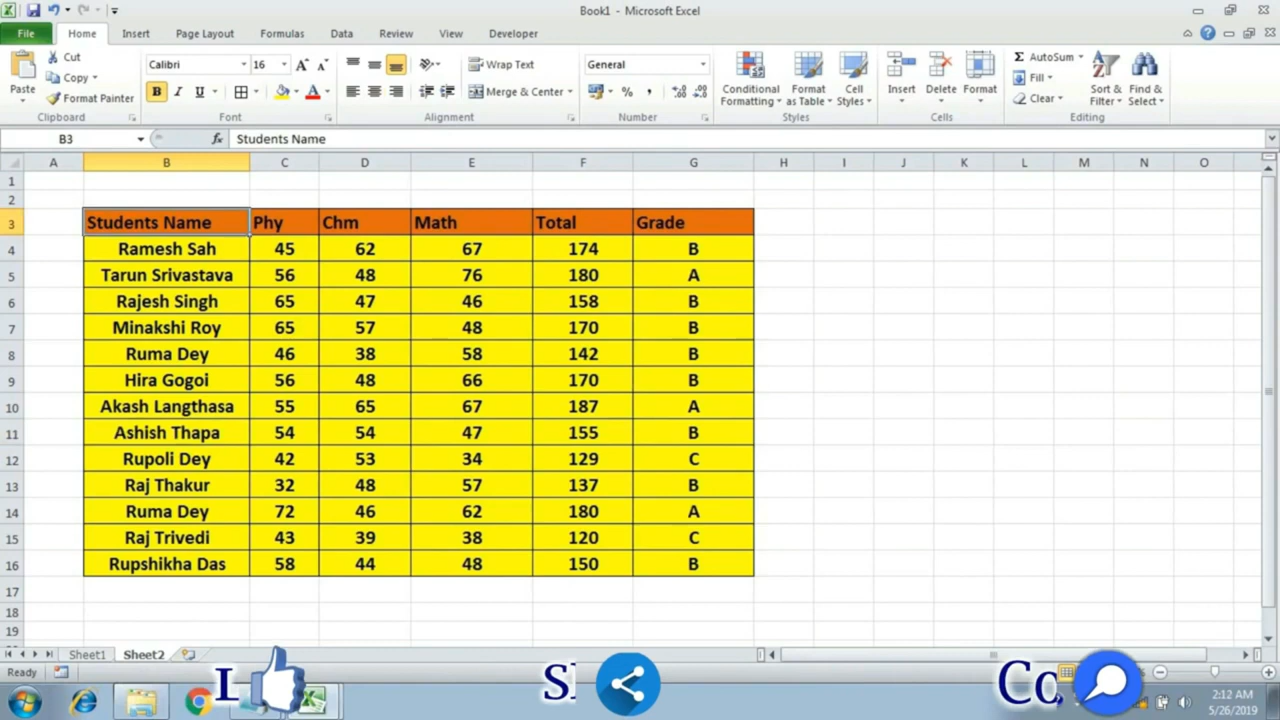 Book1 - Microsoft Excel
File Home Insert Page Layout Formulas Data Review View Developer
Cut
Copy
Format Painter
Paste
Clipboard
Calibri 16
B I U
Font
Wrap Text
Merge & Center
Alignment
General
Number
Conditional Formatting
Format as Table
Cell Styles
Styles
Insert Delete Format
Cells
AutoSum
Fill
Clear
Sort & Filter
Find & Select
Editing
B3 fx Students Name
A B C D E F G H I J K L M N O
1
2
3 Students Name Phy Chm Math Total Grade
4 Ramesh Sah 45 62 67 174 B
5 Tarun Srivastava 56 48 76 180 A
6 Rajesh Singh 65 47 46 158 B
7 Minakshi Roy 65 57 48 170 B
8 Ruma Dey 46 38 58 142 B
9 Hira Gogoi 56 48 66 170 B
10 Akash Langthasa 55 65 67 187 A
11 Ashish Thapa 54 54 47 155 B
12 Rupoli Dey 42 53 34 129 C
13 Raj Thakur 32 48 57 137 B
14 Ruma Dey 72 46 62 180 A
15 Raj Trivedi 43 39 38 120 C
16 Rupshikha Das 58 44 48 150 B
17
18
19
Sheet1 Sheet2
Ready
L
Co
2:12 AM
5/26/2019